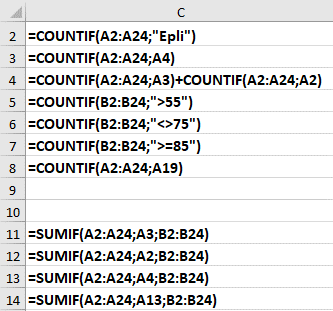 C
2 =COUNTIF(A2:A24;"Epli")
3 =COUNTIF(A2:A24;A4)
4 =COUNTIF(A2:A24;A3)+COUNTIF(A2:A24;A2)
5 =COUNTIF(B2:B24;">55")
6 =COUNTIF(B2:B24;"<>75")
7 =COUNTIF(B2:B24;">=85")
8 =COUNTIF(A2:A24;A19)
9
10
11 =SUMIF(A2:A24;A3;B2:B24)
12 =SUMIF(A2:A24;A2;B2:B24)
13 =SUMIF(A2:A24;A4;B2:B24)
14 =SUMIF(A2:A24;A13;B2:B24)